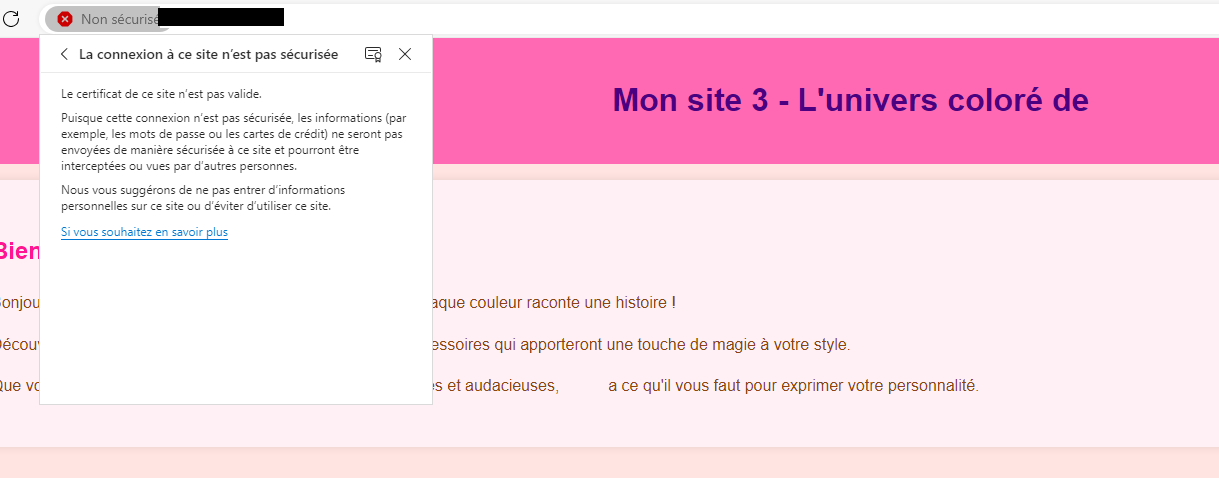 Non sécurisé
La connexion à ce site n’est pas sécurisée
Mon site 3 - L'univers coloré de
Le certificat de ce site n’est pas valide.
Puisque cette connexion n’est pas sécurisée, les informations (par
exemple, les mots de passe ou les cartes de crédit) ne seront pas
envoyées de manière sécurisée à ce site et pourront être
interceptées ou vues par d’autres personnes.
Nous vous suggérons de ne pas entrer d’informations
personnelles sur ce site ou d’éviter d’utiliser ce site.
Si vous souhaitez en savoir plus
Bien
onjou aque couleur raconte une histoire !
Découv essoires qui apporteront une touche de magie à votre style.
Que vo es et audacieuses, a ce qu'il vous faut pour exprimer votre personnalité.